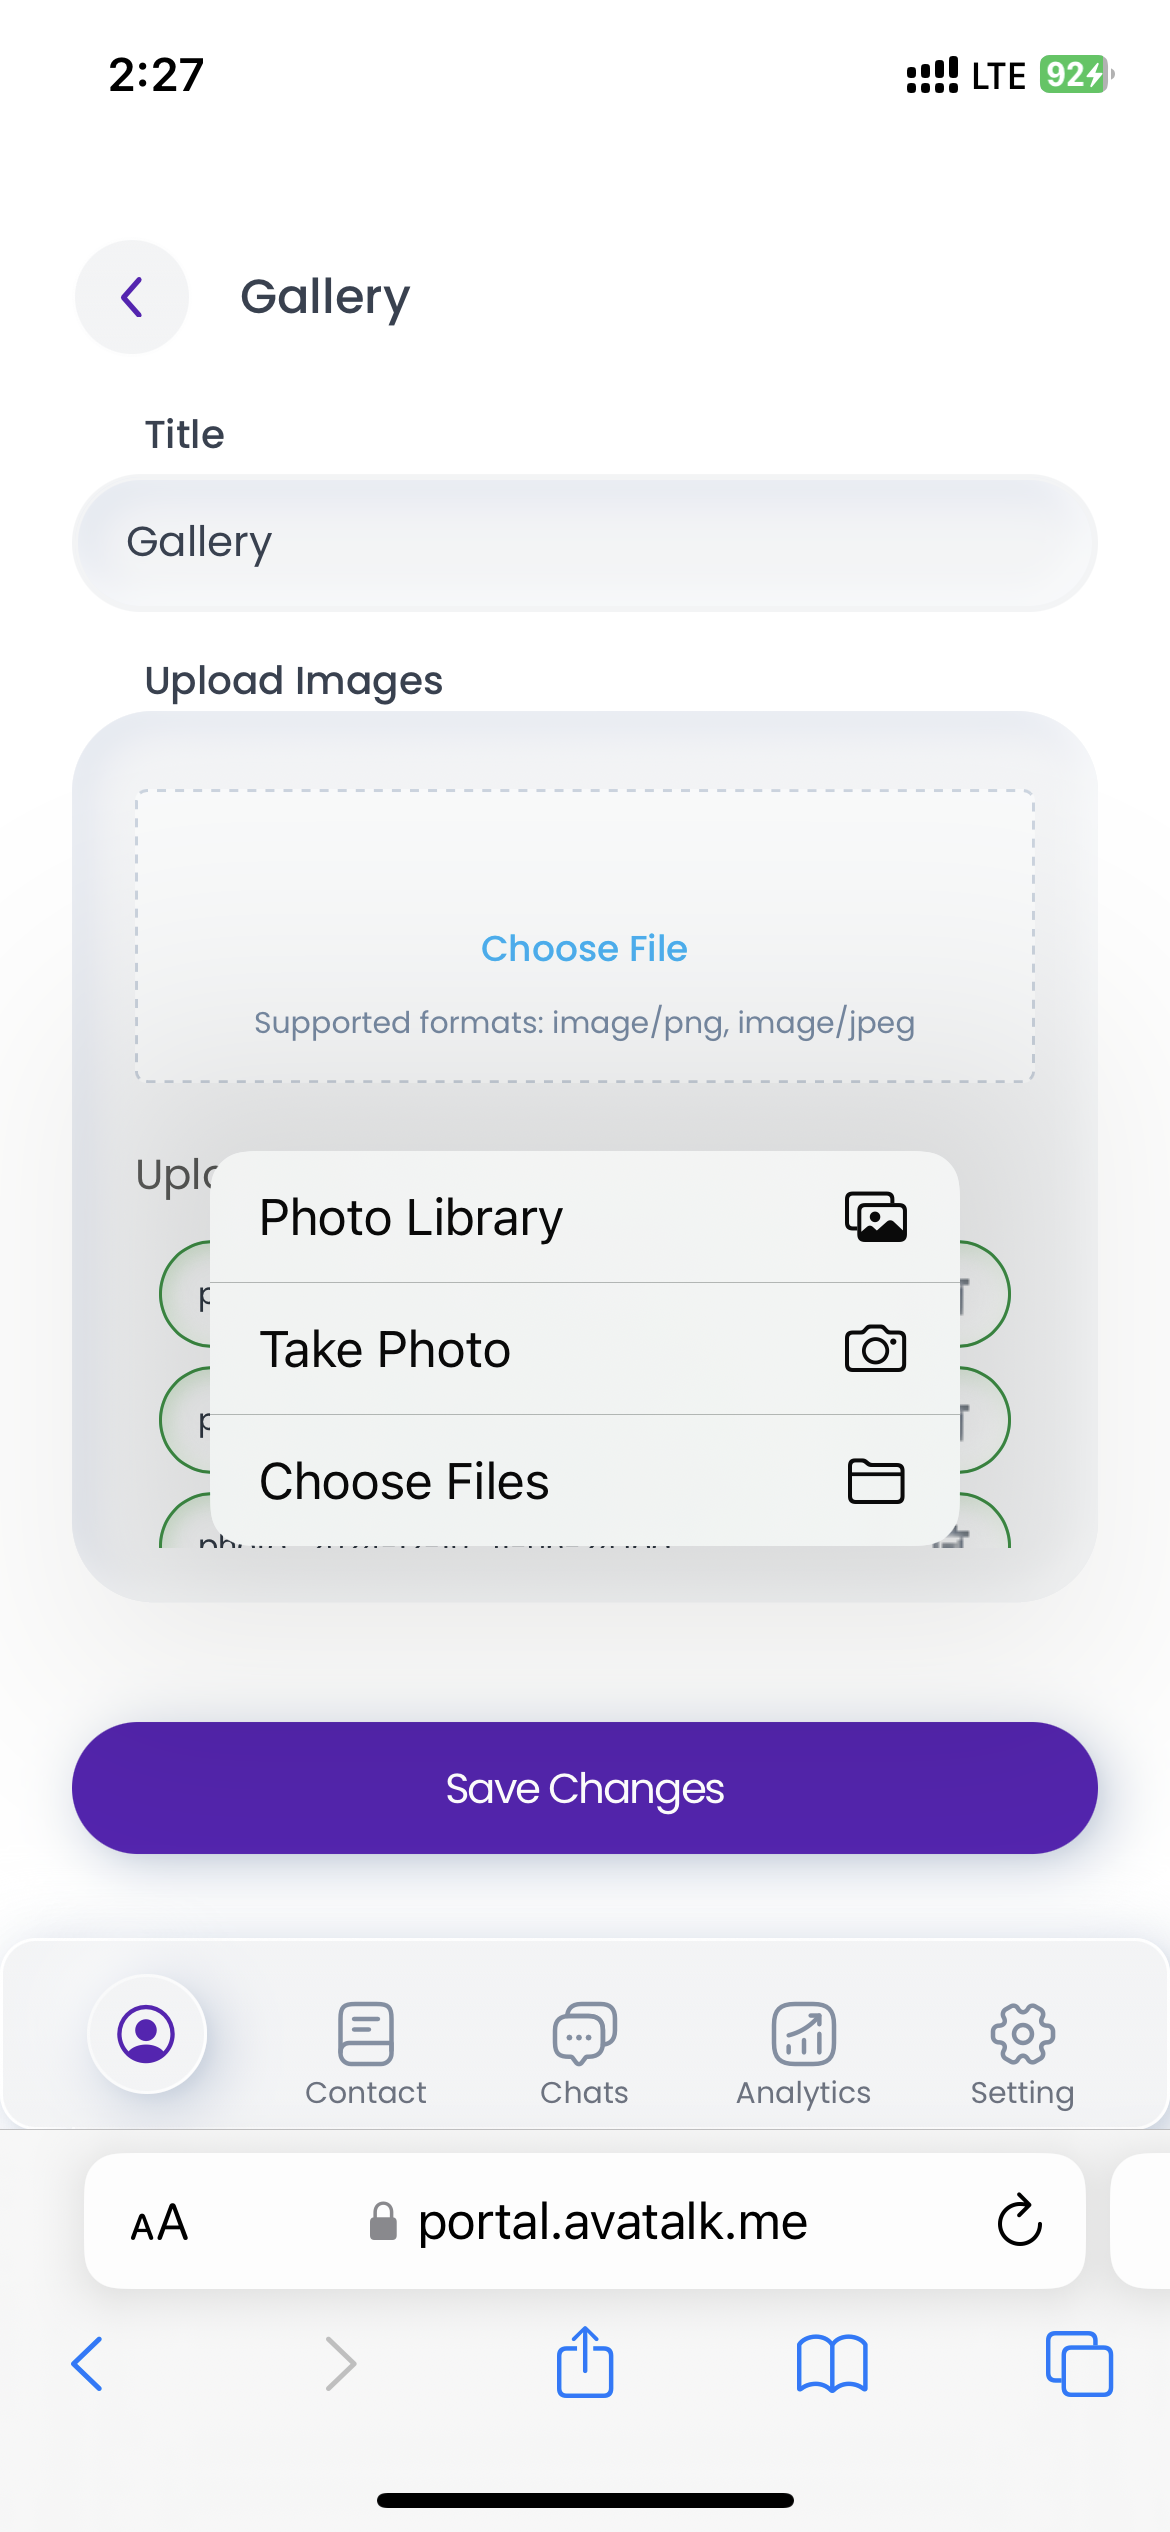 2:27 LTE 92
Gallery
Title
Gallery
Upload Images
Choose File
Supported formats: image/png, image/jpeg
Photo Library
Take Photo
Choose Files
Save Changes
Contact Chats Analytics Setting
AA portal.avatalk.me